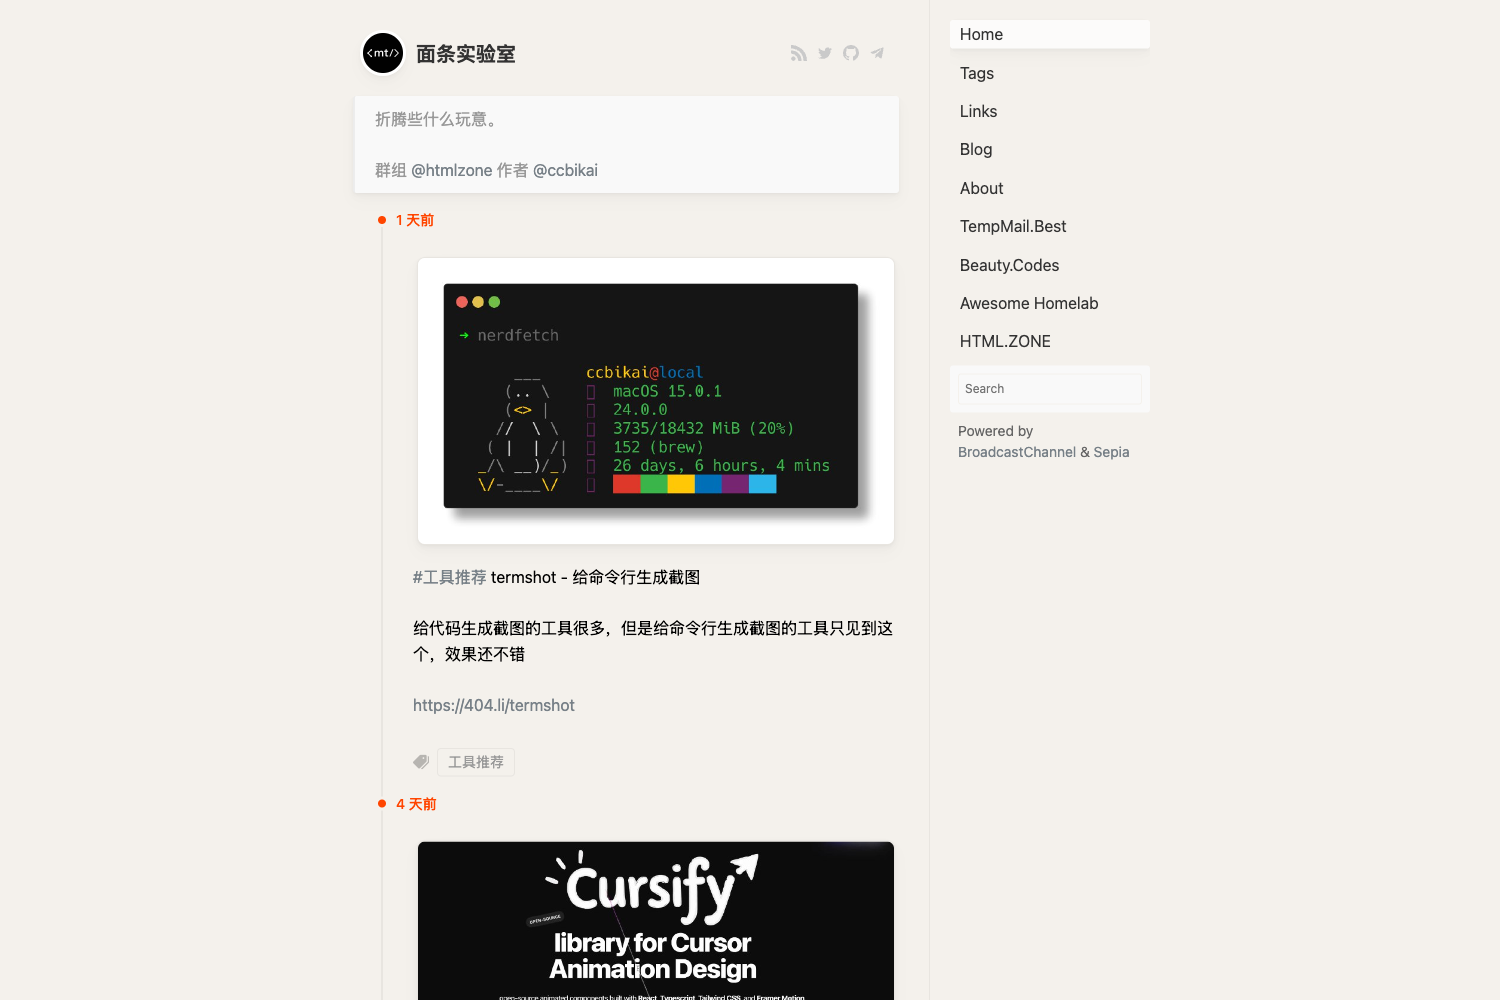 <mt/> 面条实验室
折腾些什么玩意。
群组 @htmlzone 作者 @ccbikai
1 天前
➜ nerdfetch
ccbikai@local
macOS 15.0.1
24.0.0
3735/18432 MiB (20%)
152 (brew)
26 days, 6 hours, 4 mins
#工具推荐 termshot - 给命令行生成截图
给代码生成截图的工具很多，但是给命令行生成截图的工具只见到这
个，效果还不错
https://404.li/termshot
工具推荐
4 天前
Cursify
OPEN-SOURCE
library for Cursor
Animation Design
open-source animated components built with React, Typescript, Tailwind CSS, and Framer Motion.
Home
Tags
Links
Blog
About
TempMail.Best
Beauty.Codes
Awesome Homelab
HTML.ZONE
Search
Powered by
BroadcastChannel & Sepia